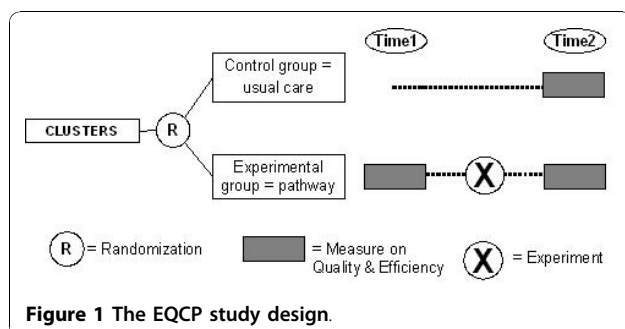 Time1
Time2
Control group =
usual care
CLUSTERS
R
Experimental
group = pathway
X
R = Randomization
= Measure on
Quality & Efficiency
X = Experiment
Figure 1 The EQCP study design.